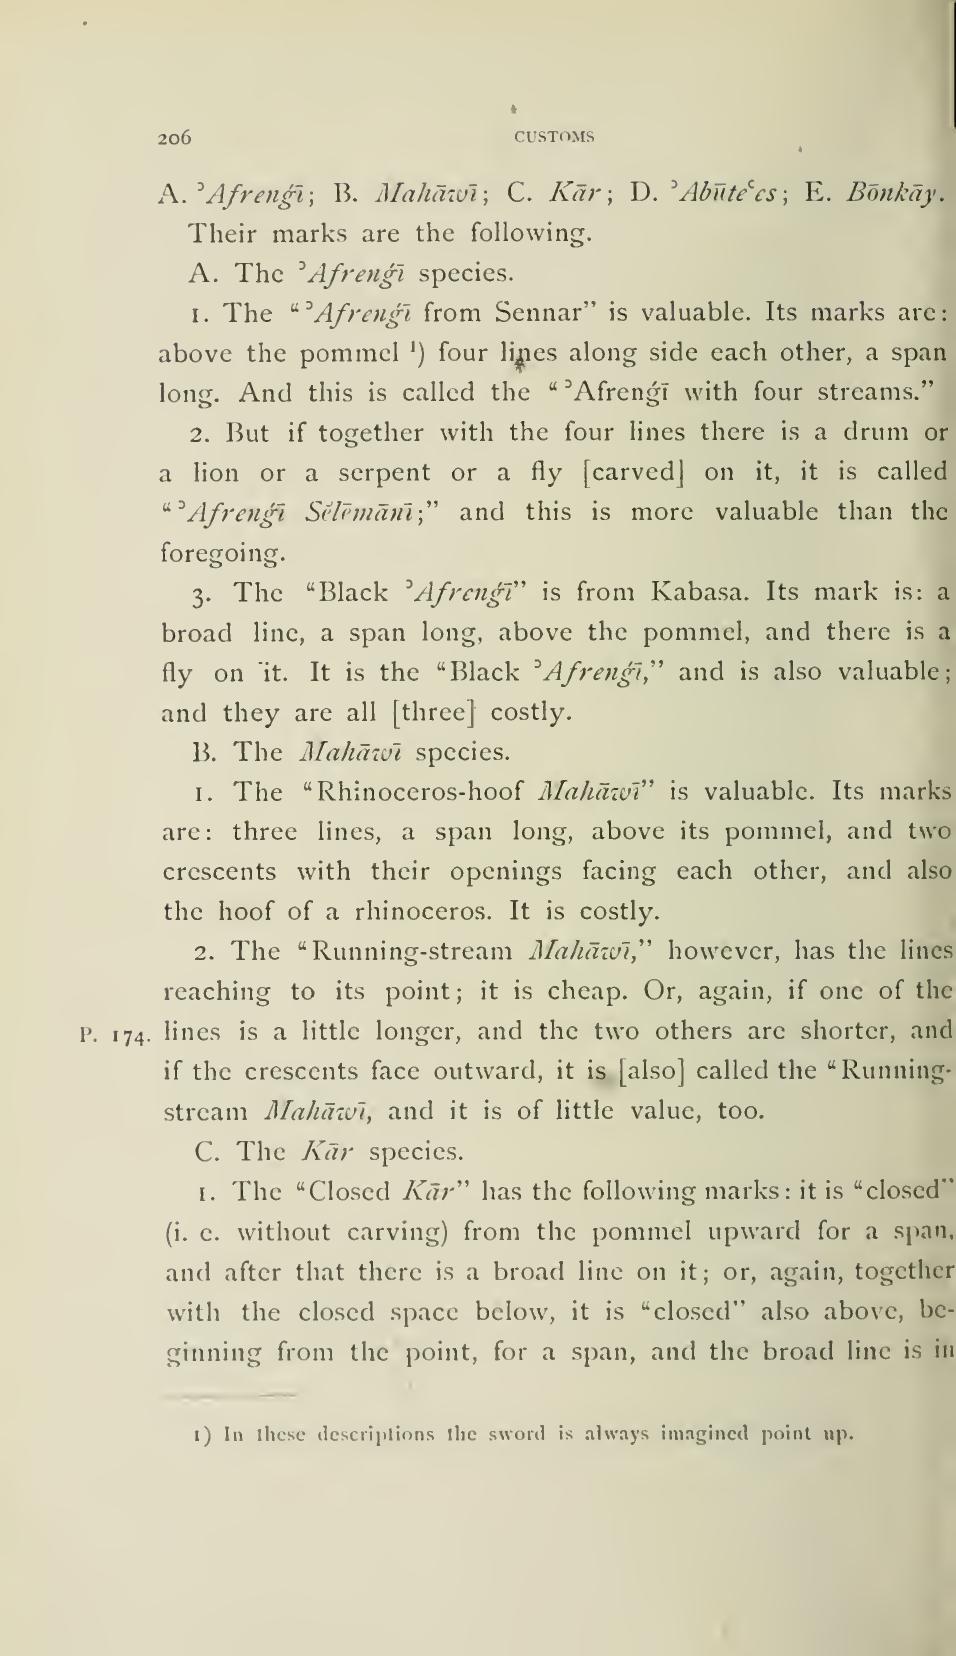 206 CUSTOMS
A. ʾAfrenǵī; B. Mahāwī; C. Kār; D. ʾAbūteʿes; E. Bōnkāy.
Their marks are the following.
A. The ʾAfrenǵī species.
1. The “ʾAfrenǵī from Sennar” is valuable. Its marks are:
above the pommel ¹) four lines along side each other, a span
long. And this is called the “ʾAfrenǵī with four streams.”
2. But if together with the four lines there is a drum or
a lion or a serpent or a fly [carved] on it, it is called
“ʾAfrenǵī Sĕlēmānī;” and this is more valuable than the
foregoing.
3. The “Black ʾAfrenǵī” is from Kabasa. Its mark is: a
broad line, a span long, above the pommel, and there is a
fly on it. It is the “Black ʾAfrenǵī,” and is also valuable;
and they are all [three] costly.
B. The Mahāwī species.
1. The “Rhinoceros-hoof Mahāwī” is valuable. Its marks
are: three lines, a span long, above its pommel, and two
crescents with their openings facing each other, and also
the hoof of a rhinoceros. It is costly.
2. The “Running-stream Mahāwī,” however, has the lines
reaching to its point; it is cheap. Or, again, if one of the
P. 174. lines is a little longer, and the two others are shorter, and
if the crescents face outward, it is [also] called the “Running-
stream Mahāwī, and it is of little value, too.
C. The Kār species.
1. The “Closed Kār” has the following marks: it is “closed”
(i. e. without carving) from the pommel upward for a span,
and after that there is a broad line on it; or, again, together
with the closed space below, it is “closed” also above, be-
ginning from the point, for a span, and the broad line is in
1) In these descriptions the sword is always imagined point up.